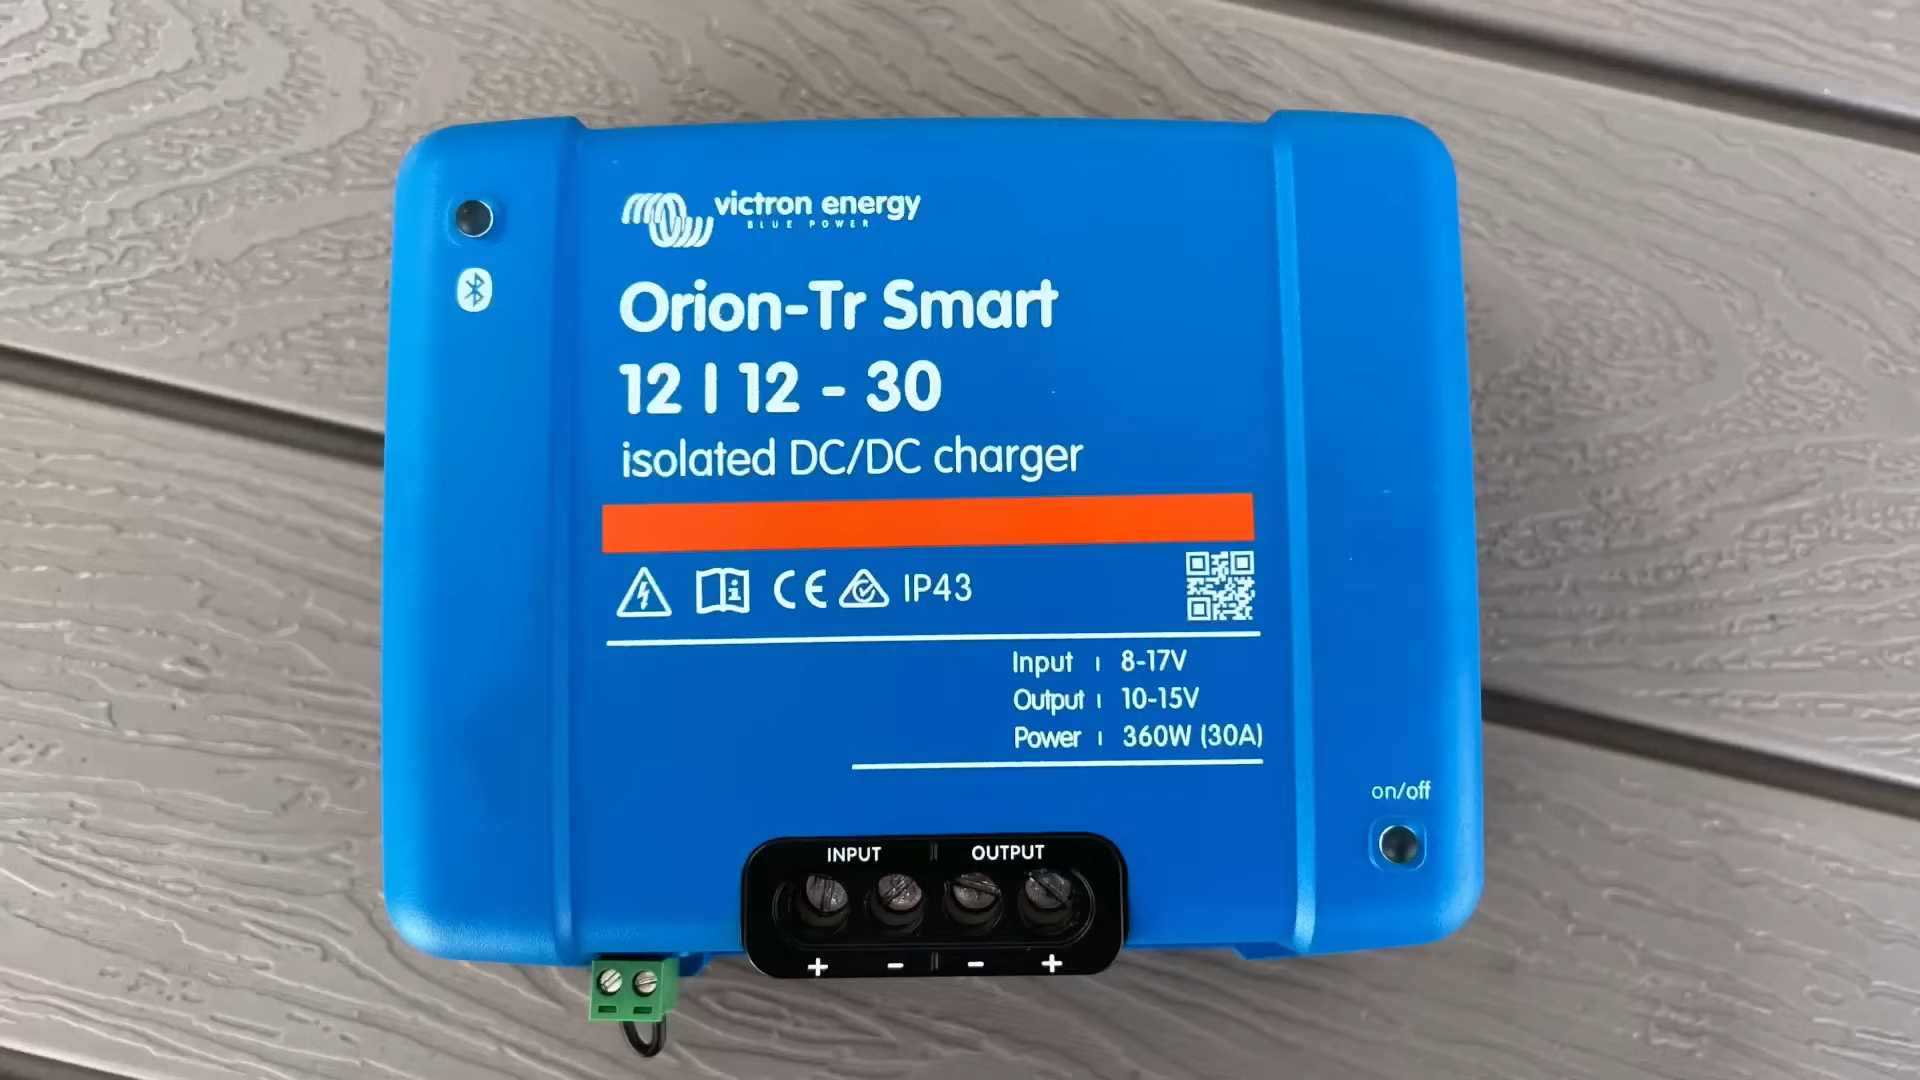 victron energy
BLUE POWER
Orion-Tr Smart
12 | 12 - 30
isolated DC/DC charger
CE IP43
Input | 8-17V
Output | 10-15V
Power | 360W (30A)
on/off
INPUT | OUTPUT
+ - | - +